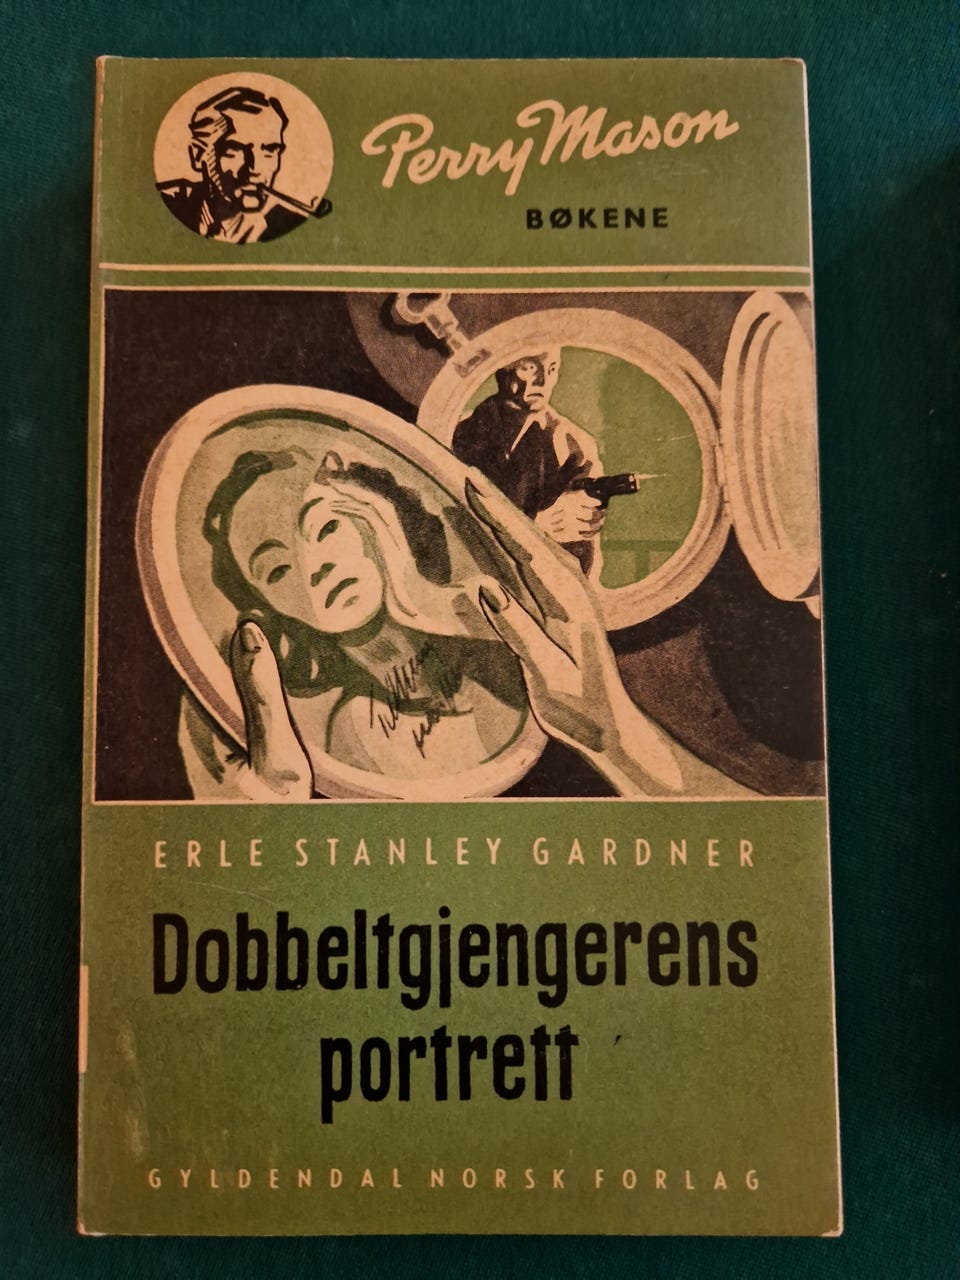 Perry Mason
BØKENE
ERLE STANLEY GARDNER
Dobbeltgjengerens
portrett
GYLDENDAL NORSK FORLAG